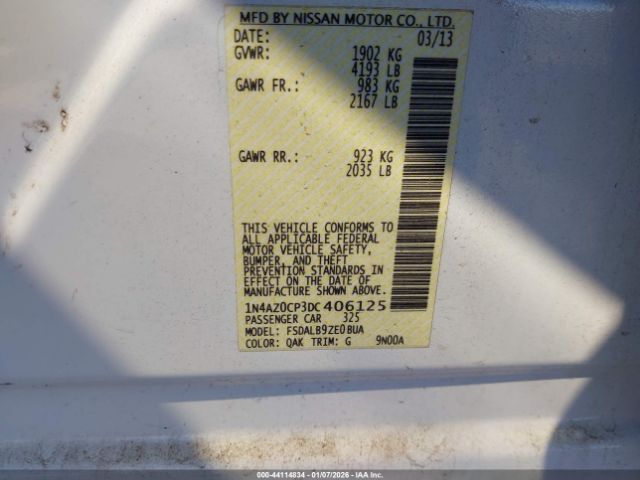 MFD BY NISSAN MOTOR CO., LTD.
DATE: 03/13
GVWR: 1902 KG
4193 LB
GAWR FR.: 983 KG
2167 LB
GAWR RR.: 923 KG
2035 LB
THIS VEHICLE CONFORMS TO
ALL APPLICABLE FEDERAL
MOTOR VEHICLE SAFETY,
BUMPER, AND THEFT
PREVENTION STANDARDS IN
EFFECT ON THE DATE OF
MANUFACTURE SHOWN ABOVE.
1N4AZ0CP3DC406125
PASSENGER CAR 325
MODEL: FSDALB9ZE0BUA
COLOR: QAK TRIM: G 9N00A
000-44114834 | 01/07/2026 - IAA Inc.